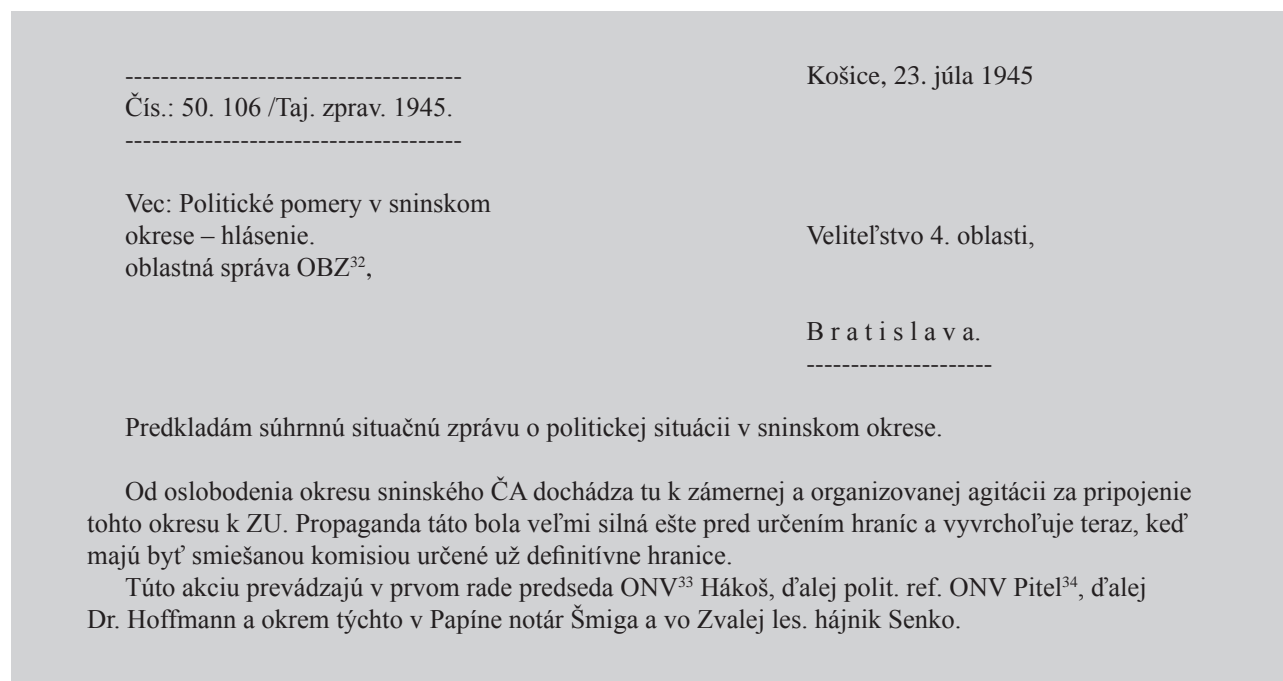 -------------------------------------- Košice, 23. júla 1945
Čís.: 50. 106 /Taj. zprav. 1945.
--------------------------------------
Vec: Politické pomery v sninskom
okrese – hlásenie. Veliteľstvo 4. oblasti,
oblastná správa OBZ³²,
B r a t i s l a v a.
---------------------
Predkladám súhrnnú situačnú zprávu o politickej situácii v sninskom okrese.
Od oslobodenia okresu sninského ČA dochádza tu k zámernej a organizovanej agitácii za pripojenie
tohto okresu k ZU. Propaganda táto bola veľmi silná ešte pred určením hraníc a vyvrchoľuje teraz, keď
majú byť smiešanou komisiou určené už definitívne hranice.
Túto akciu prevádzajú v prvom rade predseda ONV³³ Hákoš, ďalej polit. ref. ONV Pitel³⁴, ďalej
Dr. Hoffmann a okrem týchto v Papíne notár Šmiga a vo Zvalej les. hájnik Senko.